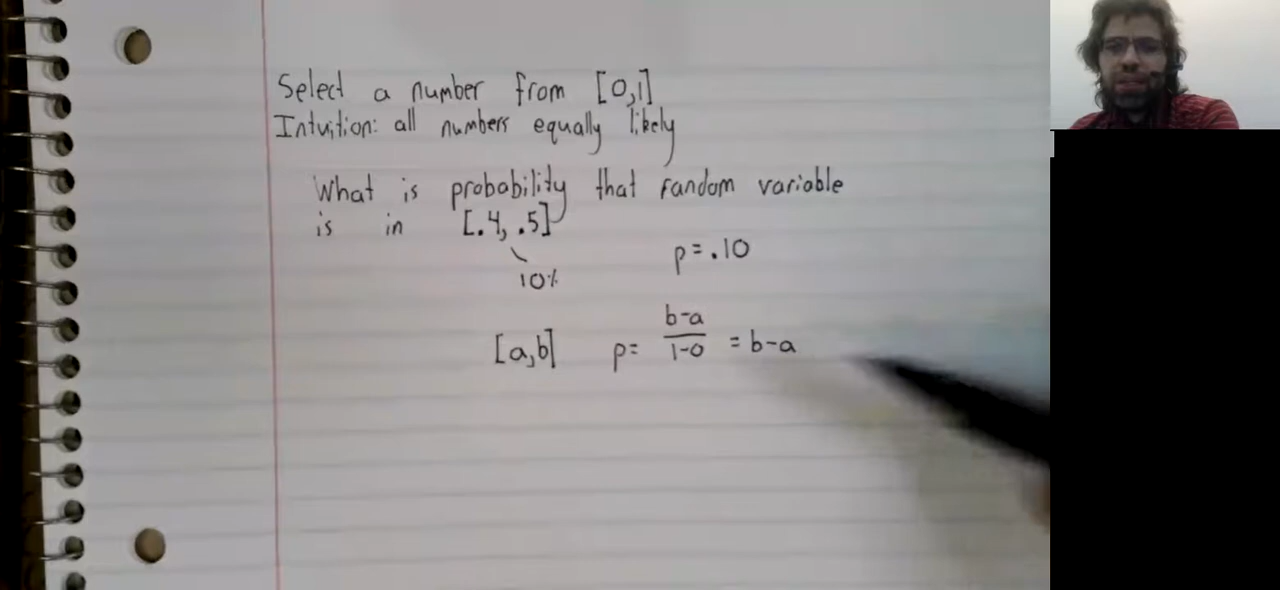 Select a number from [0,1]
Intuition: all numbers equally likely
What is probability that random variable
is in [.4, .5]
10%
p = .10
[a,b] p = b-a / 1-0 = b-a